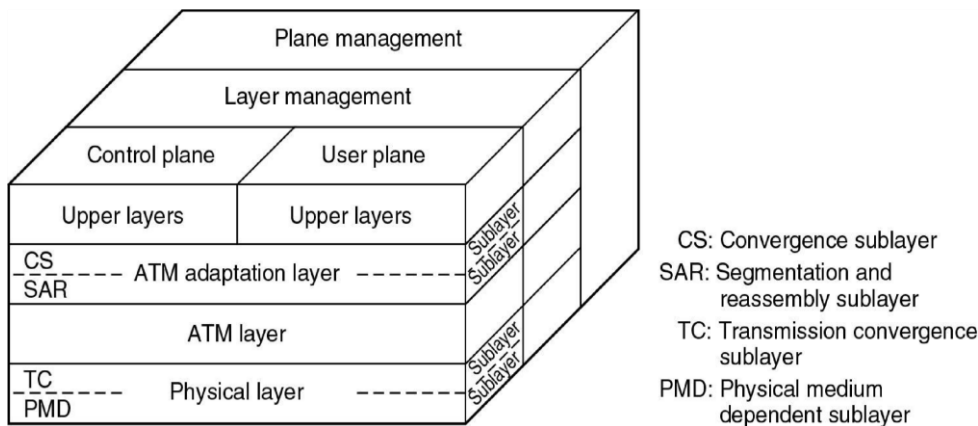 Plane management
Layer management
Control plane
User plane
Upper layers
Upper layers
Sublayer
Sublayer
CS
ATM adaptation layer
SAR
ATM layer
Sublayer
Sublayer
TC
Physical layer
PMD
CS: Convergence sublayer
SAR: Segmentation and
reassembly sublayer
TC: Transmission convergence
sublayer
PMD: Physical medium
dependent sublayer